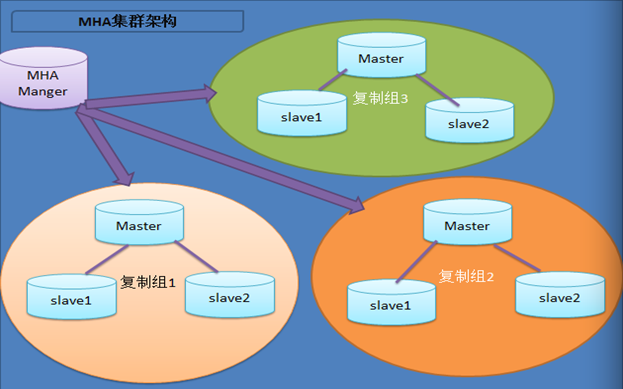 MHA集群架构
MHA
Manger
Master
slave1
复制组3
slave2
Master
slave1
复制组1
slave2
Master
slave1
复制组2
slave2